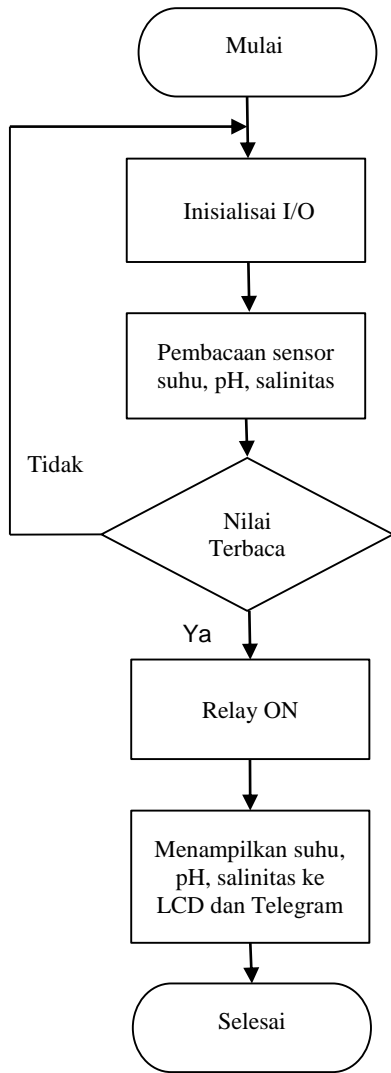 Mulai
Inisialisai I/O
Pembacaan sensor
suhu, pH, salinitas
Tidak
Nilai
Terbaca
Ya
Relay ON
Menampilkan suhu,
pH, salinitas ke
LCD dan Telegram
Selesai